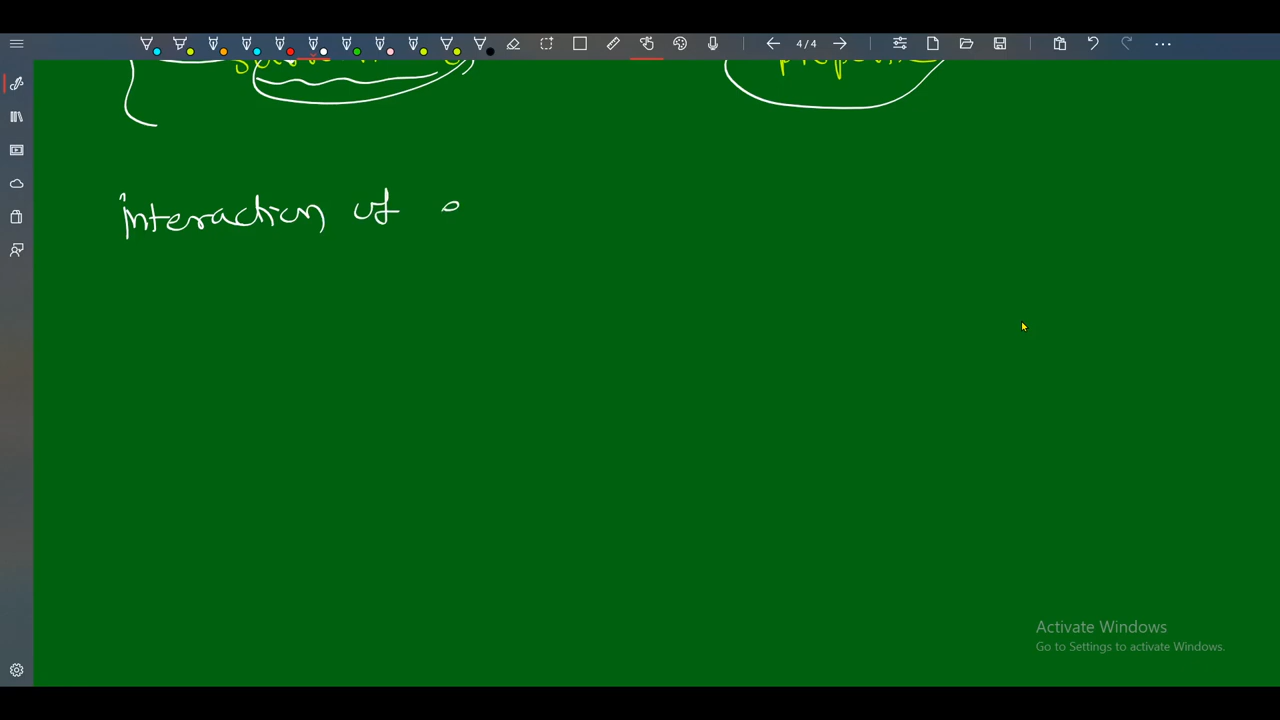 4/4
interaction of
Activate Windows
Go to Settings to activate Windows.